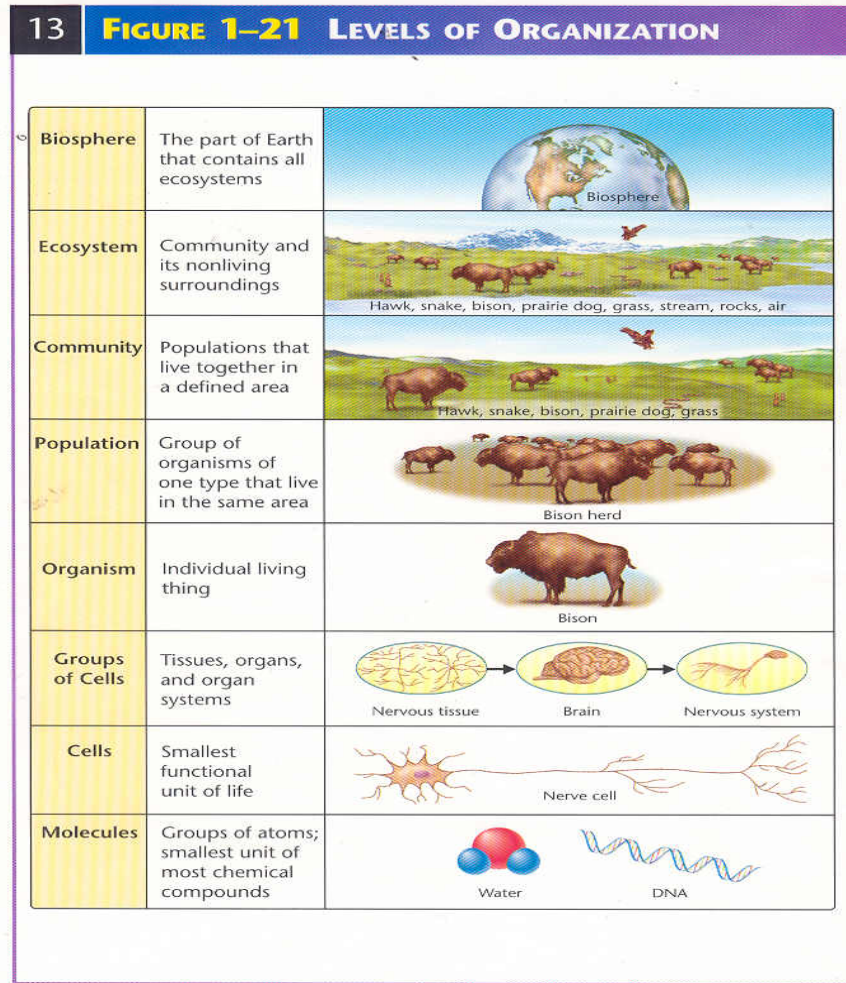 13 FIGURE 1–21 LEVELS OF ORGANIZATION
Biosphere
The part of Earth
that contains all
ecosystems
Biosphere
Ecosystem
Community and
its nonliving
surroundings
Hawk, snake, bison, prairie dog, grass, stream, rocks, air
Community
Populations that
live together in
a defined area
Hawk, snake, bison, prairie dog, grass
Population
Group of
organisms of
one type that live
in the same area
Bison herd
Organism
Individual living
thing
Bison
Groups
of Cells
Tissues, organs,
and organ
systems
Nervous tissue
Brain
Nervous system
Cells
Smallest
functional
unit of life
Nerve cell
Molecules
Groups of atoms;
smallest unit of
most chemical
compounds
Water
DNA